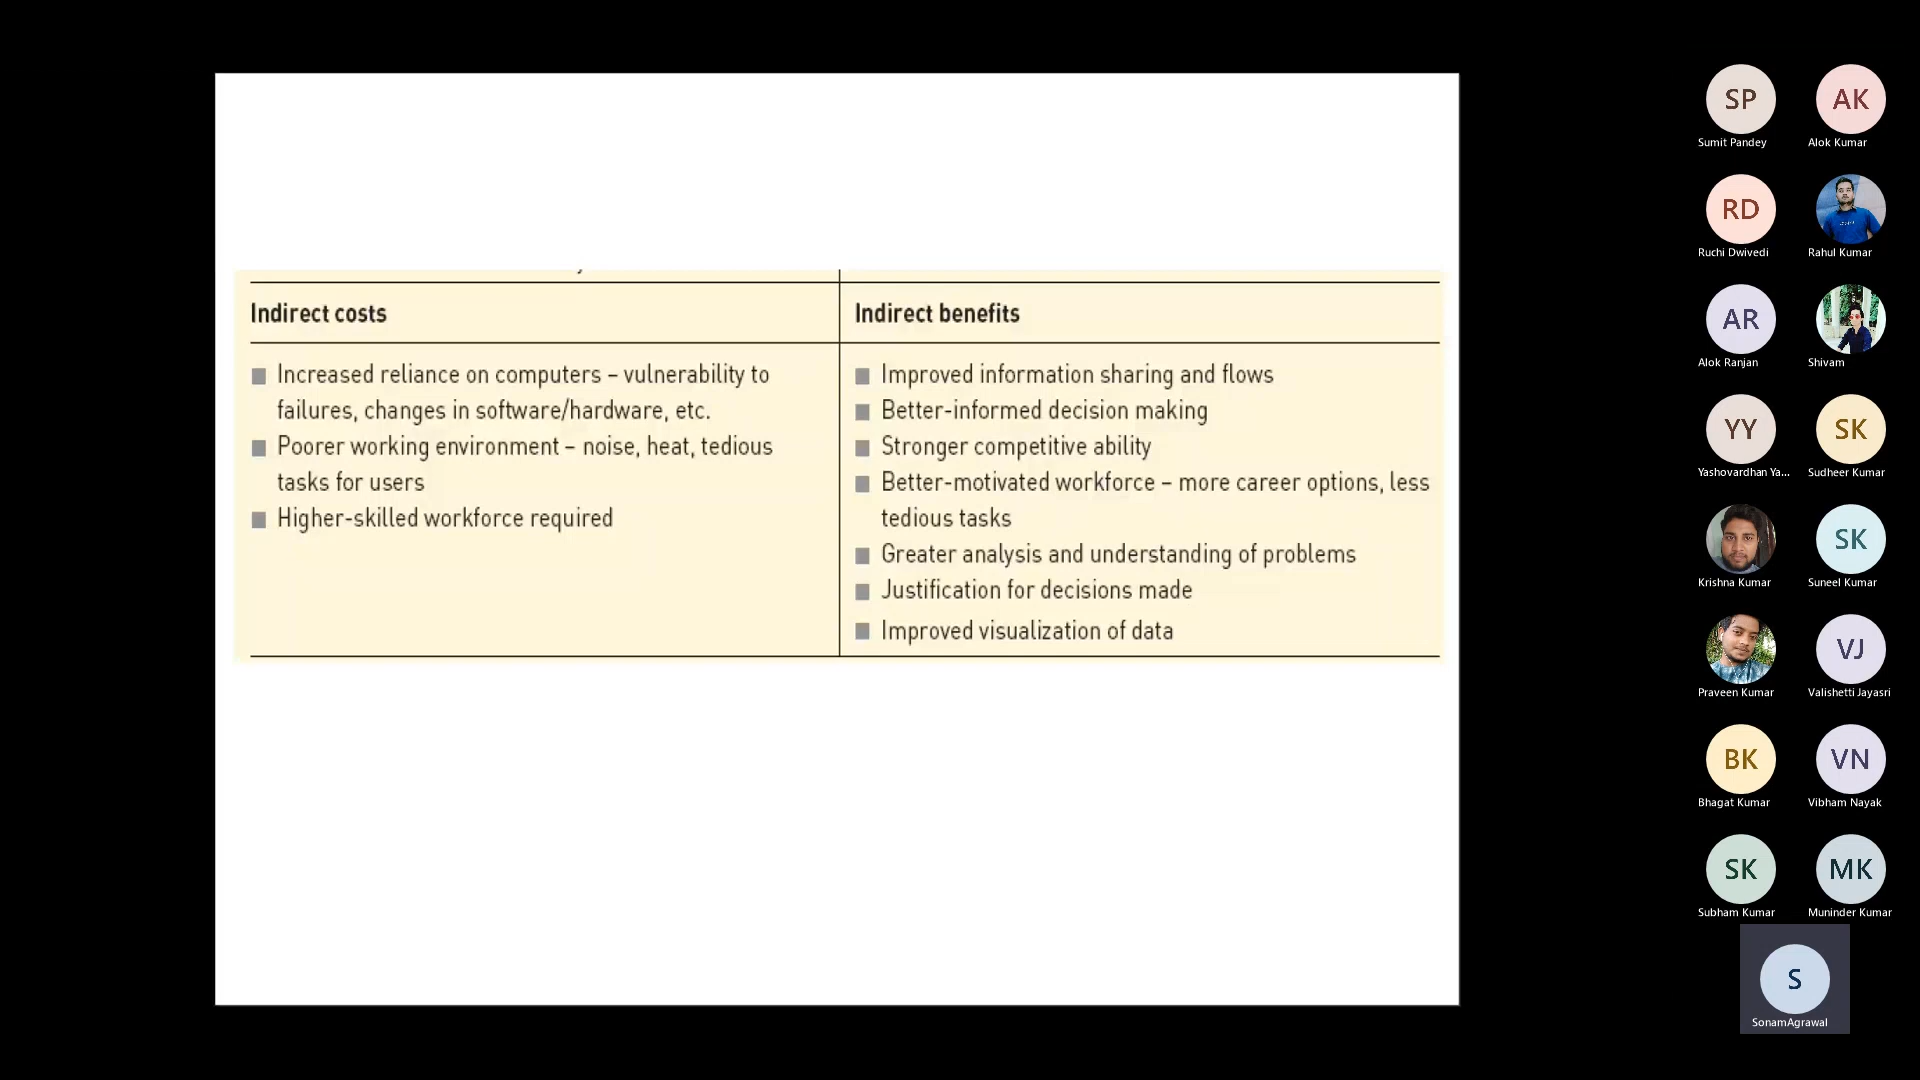 Indirect costs
Indirect benefits
■ Increased reliance on computers – vulnerability to
failures, changes in software/hardware, etc.
■ Poorer working environment – noise, heat, tedious
tasks for users
■ Higher-skilled workforce required
■ Improved information sharing and flows
■ Better-informed decision making
■ Stronger competitive ability
■ Better-motivated workforce – more career options, less
tedious tasks
■ Greater analysis and understanding of problems
■ Justification for decisions made
■ Improved visualization of data
SP
Sumit Pandey
AK
Alok Kumar
RD
Ruchi Dwivedi
Rahul Kumar
AR
Alok Ranjan
Shivam
YY
Yashovardhan Ya...
SK
Sudheer Kumar
Krishna Kumar
SK
Suneel Kumar
Praveen Kumar
VJ
Valishetti Jayasri
BK
Bhagat Kumar
VN
Vibham Nayak
SK
Subham Kumar
MK
Muninder Kumar
S
SonamAgrawal